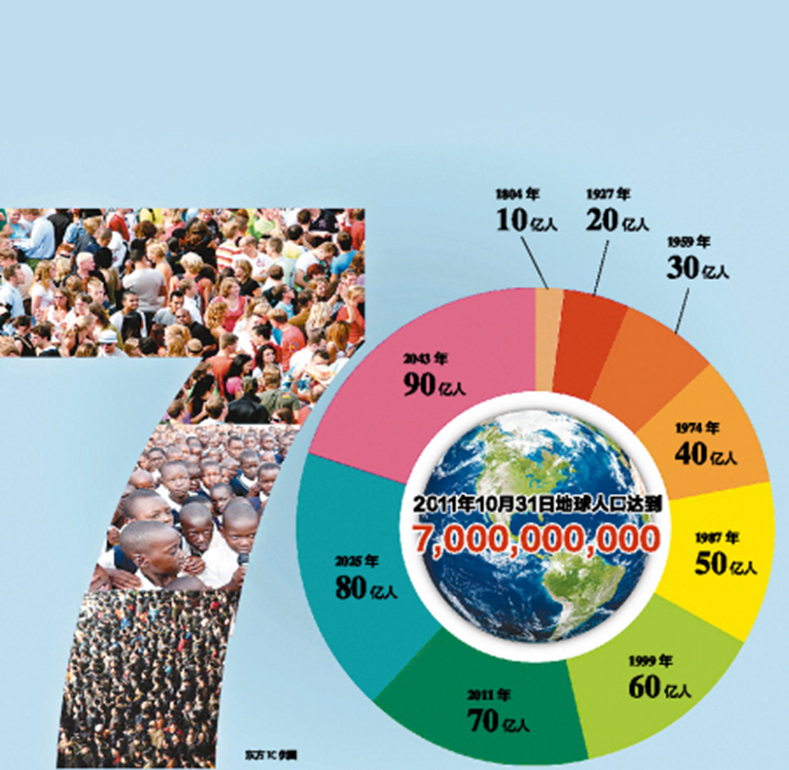 1804 年
10 亿人
1927 年
20 亿人
1959 年
30 亿人
1974 年
40 亿人
1987 年
50 亿人
1999 年
60 亿人
2011 年
70 亿人
2025 年
80 亿人
2043 年
90 亿人
2011年10月31日地球人口达到
7,000,000,000
7
东方 IC 供图